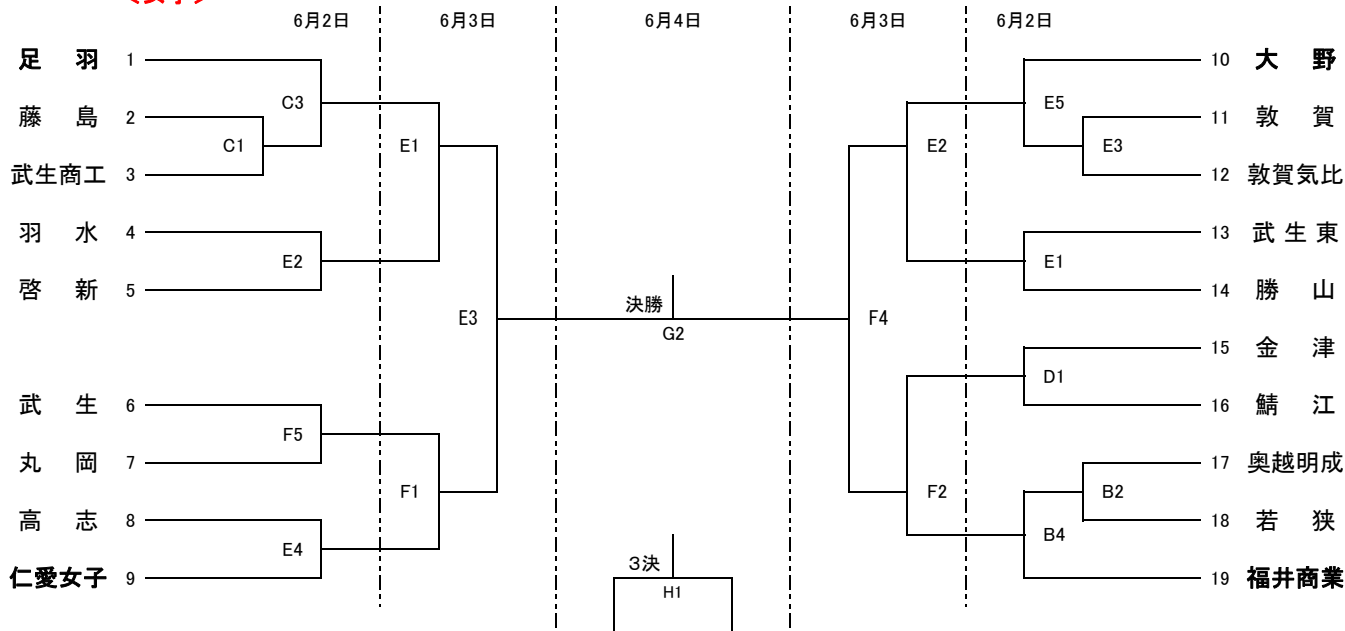 6月2日 6月3日 6月4日 6月3日 6月2日
足 羽 1
藤 島 2
武生商工 3
羽 水 4
啓 新 5
武 生 6
丸 岡 7
高 志 8
仁愛女子 9
C3
C1
E1
E2
E3
F5
F1
E4
決勝
G2
3決
H1
E5
E3
E2
E1
F4
D1
F2
B2
B4
10 大 野
11 敦 賀
12 敦賀気比
13 武生東
14 勝 山
15 金 津
16 鯖 江
17 奥越明成
18 若 狭
19 福井商業